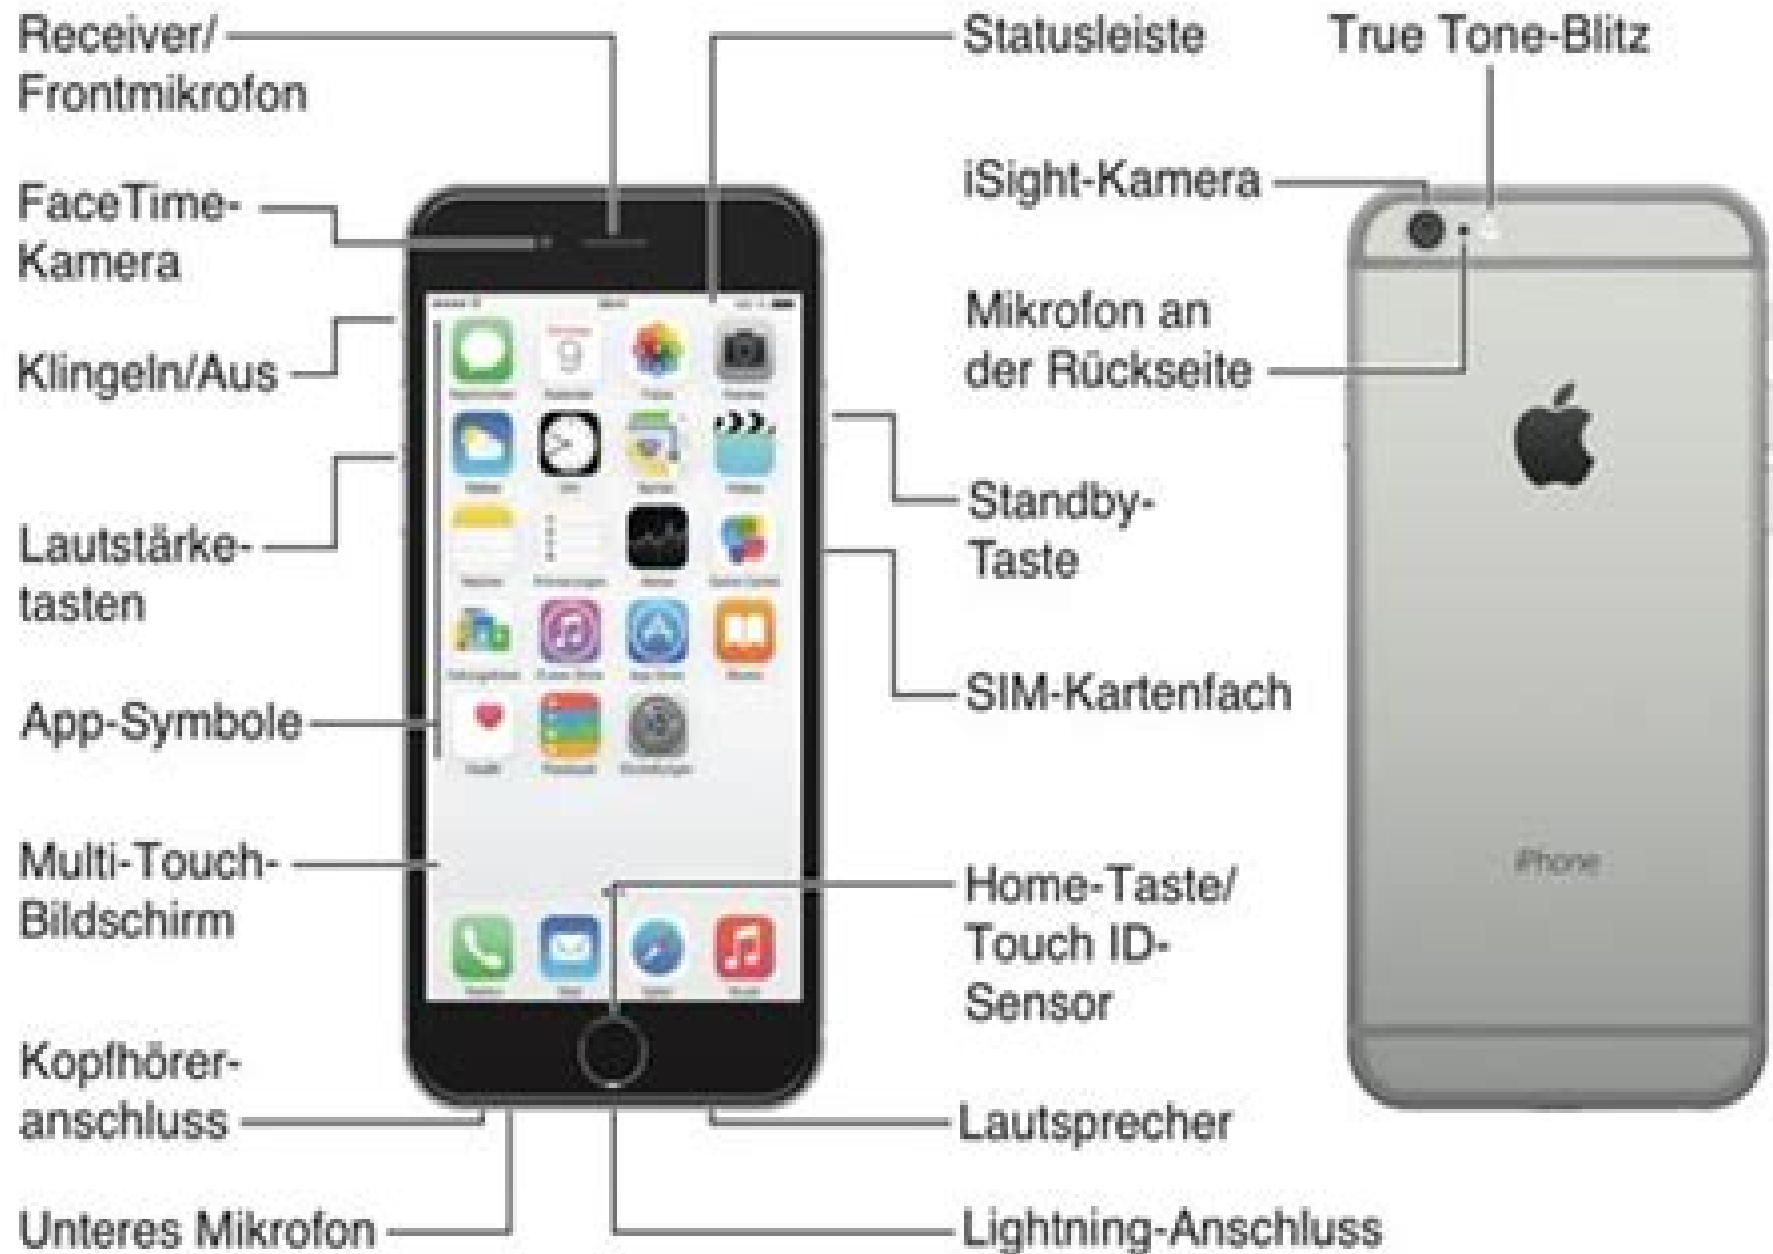 Receiver/
Frontmikrofon
FaceTime-
Kamera
Klingeln/Aus
Lautstärke-
tasten
App-Symbole
Multi-Touch-
Bildschirm
Kopfhörer-
anschluss
Unteres Mikrofon
9
Statusleiste
Standby-
Taste
SIM-Kartenfach
Home-Taste/
Touch ID-
Sensor
Lautsprecher
Lightning-Anschluss
True Tone-Blitz
iSight-Kamera
Mikrofon an
der Rückseite
iPhone